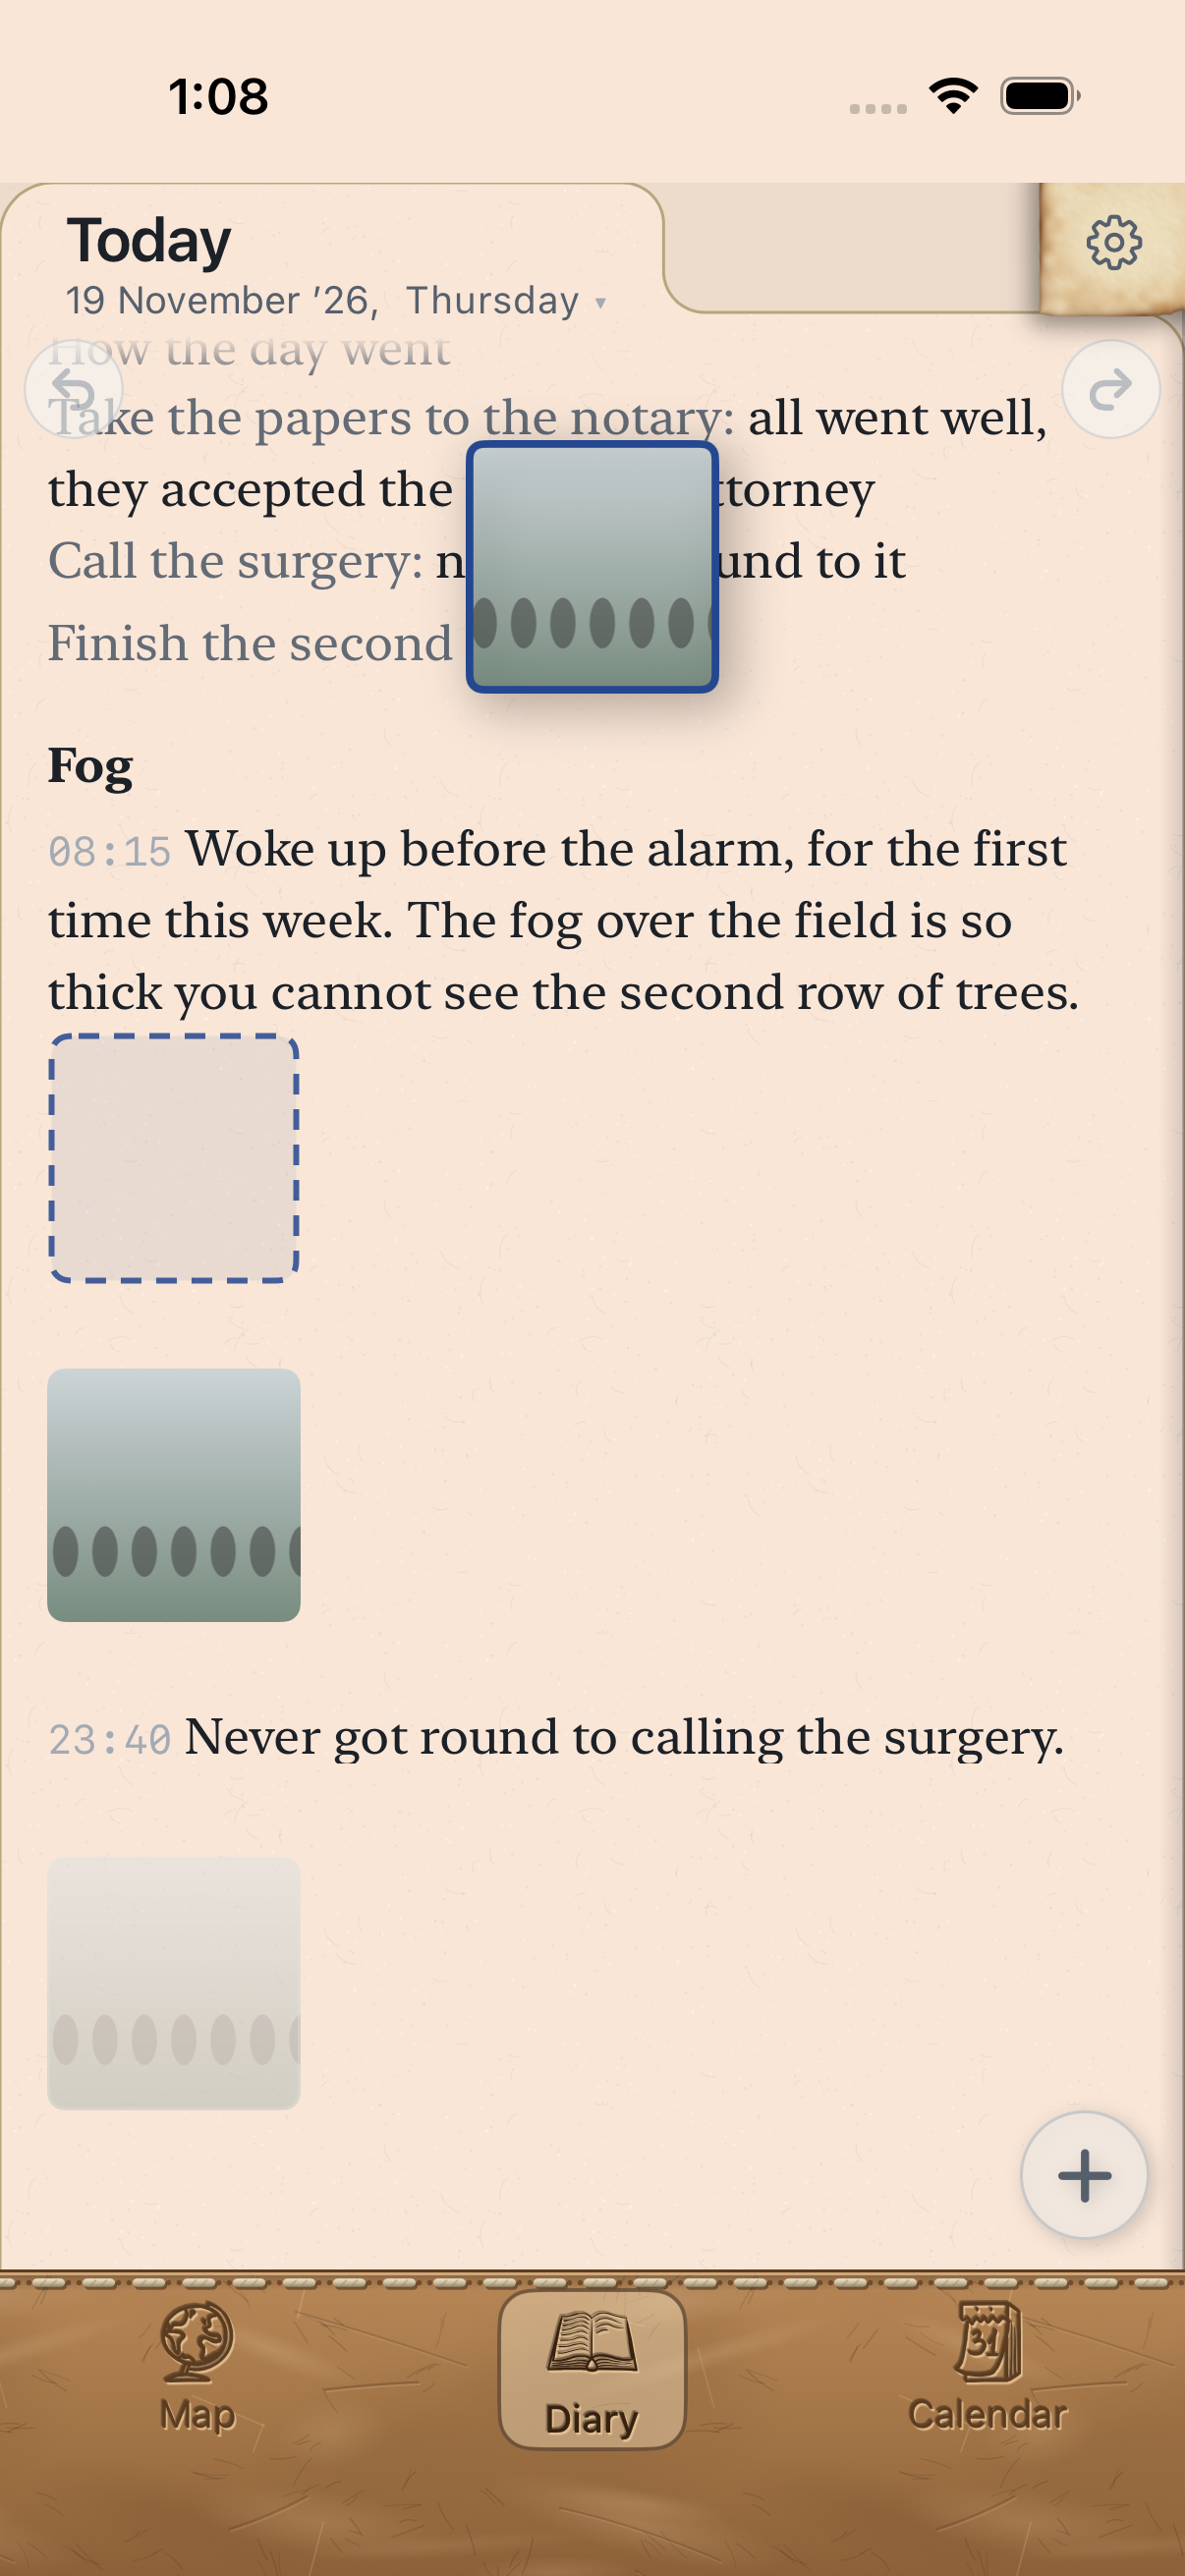 1:08
Today
19 November ’26, Thursday
How the day went
Take the papers to the notary: all went well,
they accepted the ttorney
Call the surgery: n und to it
Finish the second
Fog
08:15 Woke up before the alarm, for the first
time this week. The fog over the field is so
thick you cannot see the second row of trees.
23:40 Never got round to calling the surgery.
31
Map
Diary
Calendar